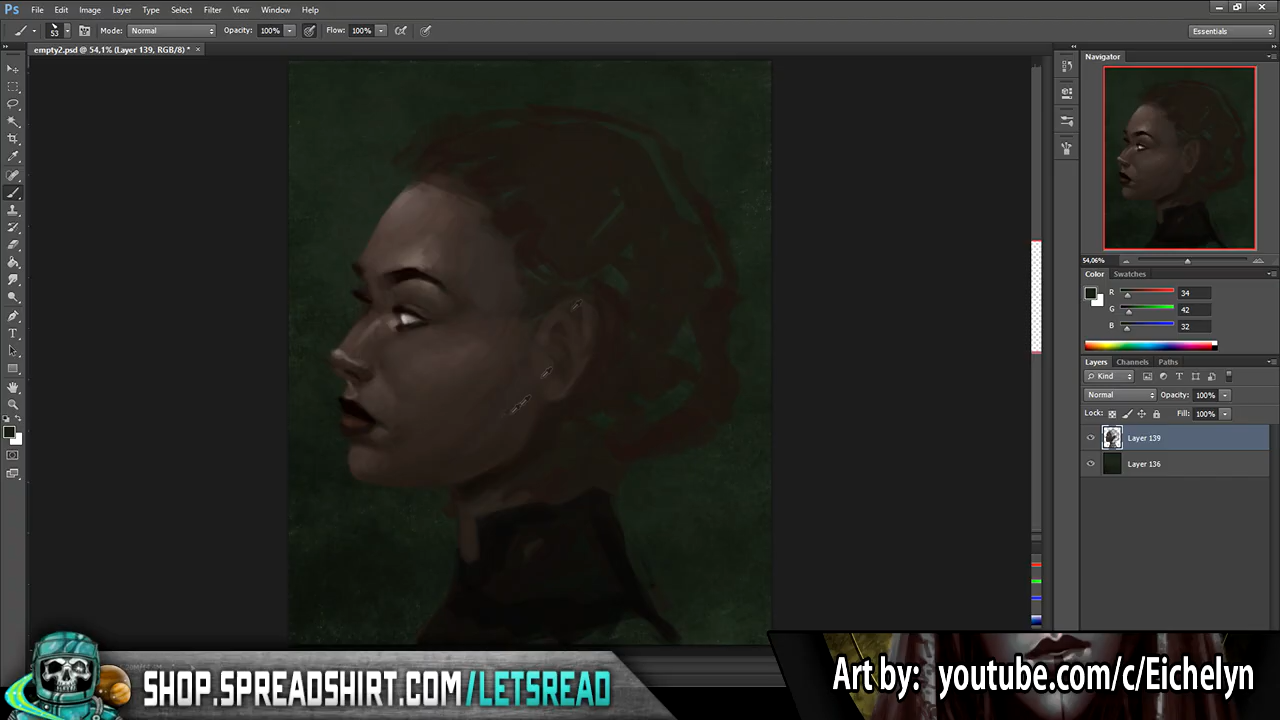 Ps File Edit Image Layer Type Select Filter View Window Help
53 Mode: Normal Opacity: 100% Flow: 100% Essentials
empty2.psd @ 54,1% (Layer 139, RGB/8) * ×
Navigator
54,06%
Color Swatches
R 34
G 42
B 32
Layers Channels Paths
Kind
Normal Opacity: 100%
Lock: Fill: 100%
Layer 139
Layer 136
SHOP.SPREADSHIRT.COM/LETSREAD
Art by: youtube.com/c/Eichelyn